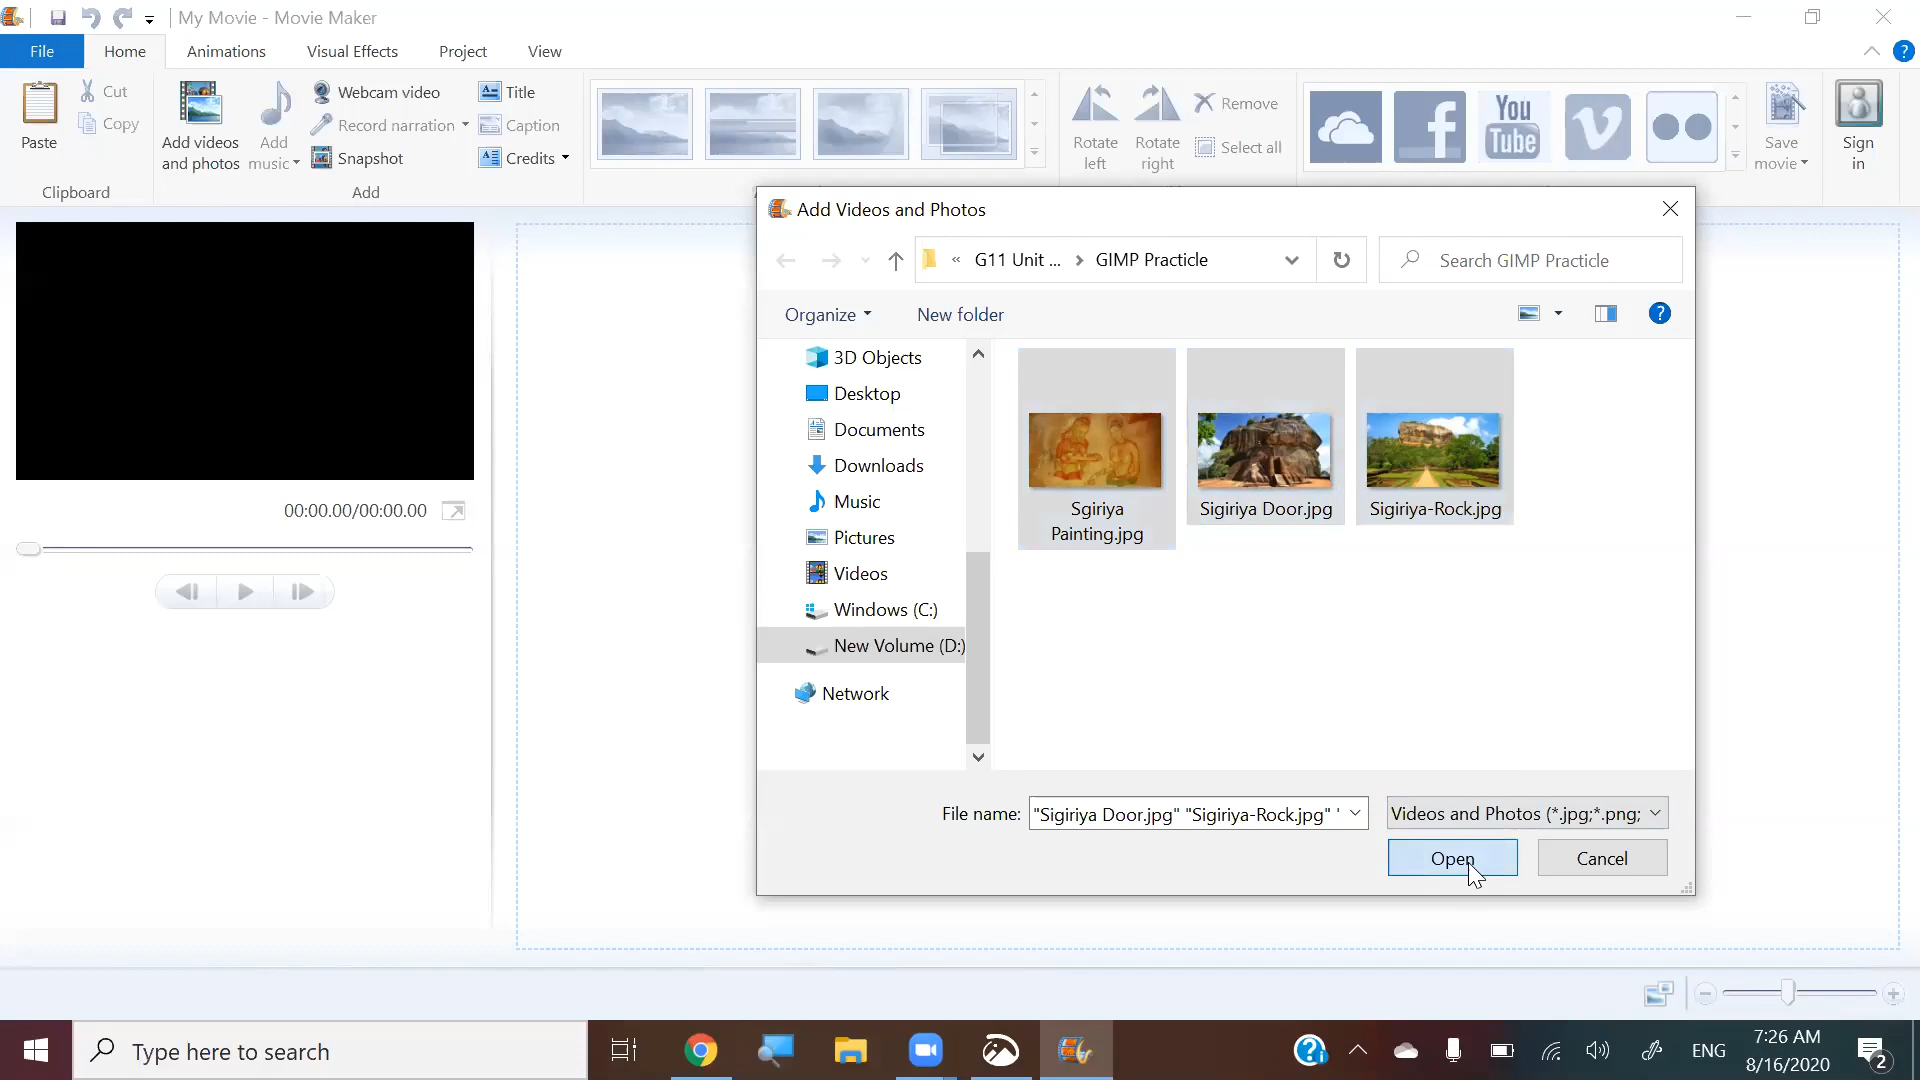 My Movie - Movie Maker
File
Home
Animations
Visual Effects
Project
View
Paste
Cut
Copy
Clipboard
Add videos
and photos
Add
music
Webcam video
Record narration
Snapshot
Title
Caption
Credits
Add
Rotate
left
Rotate
right
Remove
Select all
You
Tube
Save
movie
Sign
in
Add Videos and Photos
« G11 Unit ... > GIMP Practicle
Search GIMP Practicle
Organize
New folder
3D Objects
Desktop
Documents
Downloads
Music
Pictures
Videos
Windows (C:)
New Volume (D:)
Network
Sgiriya
Painting.jpg
Sigiriya Door.jpg
Sigiriya-Rock.jpg
File name:
"Sigiriya Door.jpg" "Sigiriya-Rock.jpg" '
Videos and Photos (*.jpg;*.png;
Open
Cancel
00:00.00/00:00.00
Type here to search
ENG
7:26 AM
8/16/2020
2